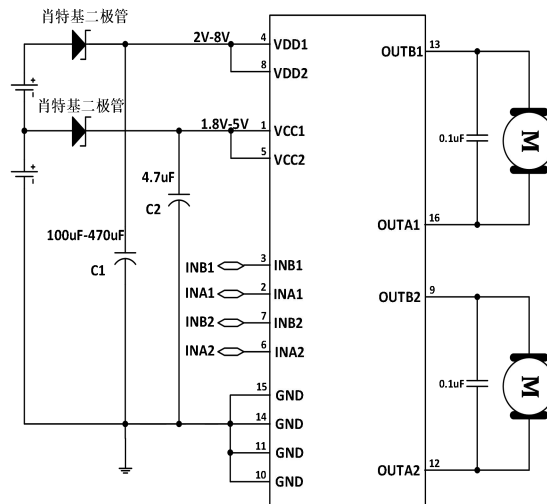 肖特基二极管
2V-8V
4
VDD1
8
VDD2
肖特基二极管
1.8V-5V
1
VCC1
5
VCC2
4.7uF
C2
100uF-470uF
C1
INB1
3
INB1
INA1
2
INA1
INB2
7
INB2
INA2
6
INA2
15
GND
14
GND
11
GND
10
GND
OUTB1
13
0.1uF
M
OUTA1
16
OUTB2
9
0.1uF
M
OUTA2
12